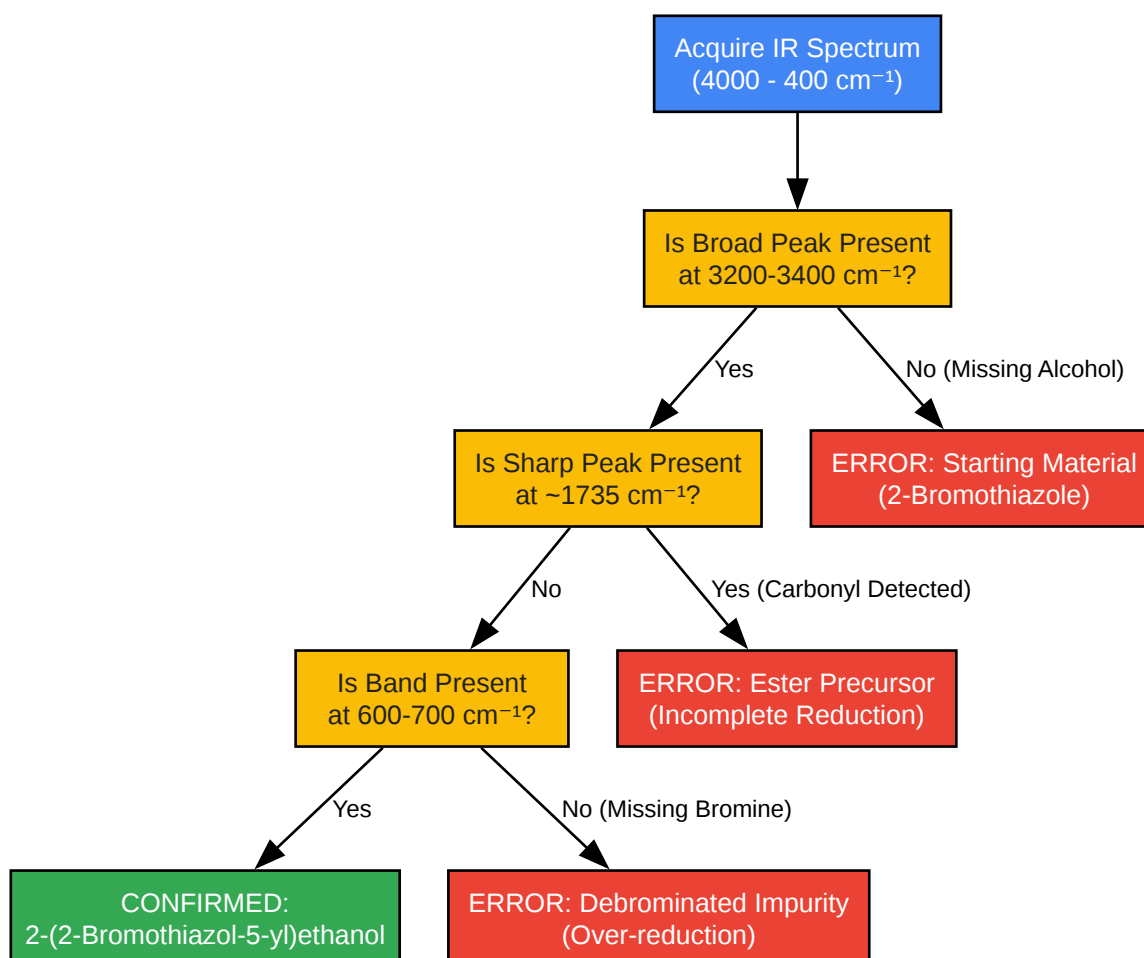 Acquire IR Spectrum
(4000 - 400 cm⁻¹)
Is Broad Peak Present
at 3200-3400 cm⁻¹?
Yes
No (Missing Alcohol)
Is Sharp Peak Present
at ~1735 cm⁻¹?
ERROR: Starting Material
(2-Bromothiazole)
No
Yes (Carbonyl Detected)
Is Band Present
at 600-700 cm⁻¹?
ERROR: Ester Precursor
(Incomplete Reduction)
Yes
No (Missing Bromine)
CONFIRMED:
2-(2-Bromothiazol-5-yl)ethanol
ERROR: Debrominated Impurity
(Over-reduction)